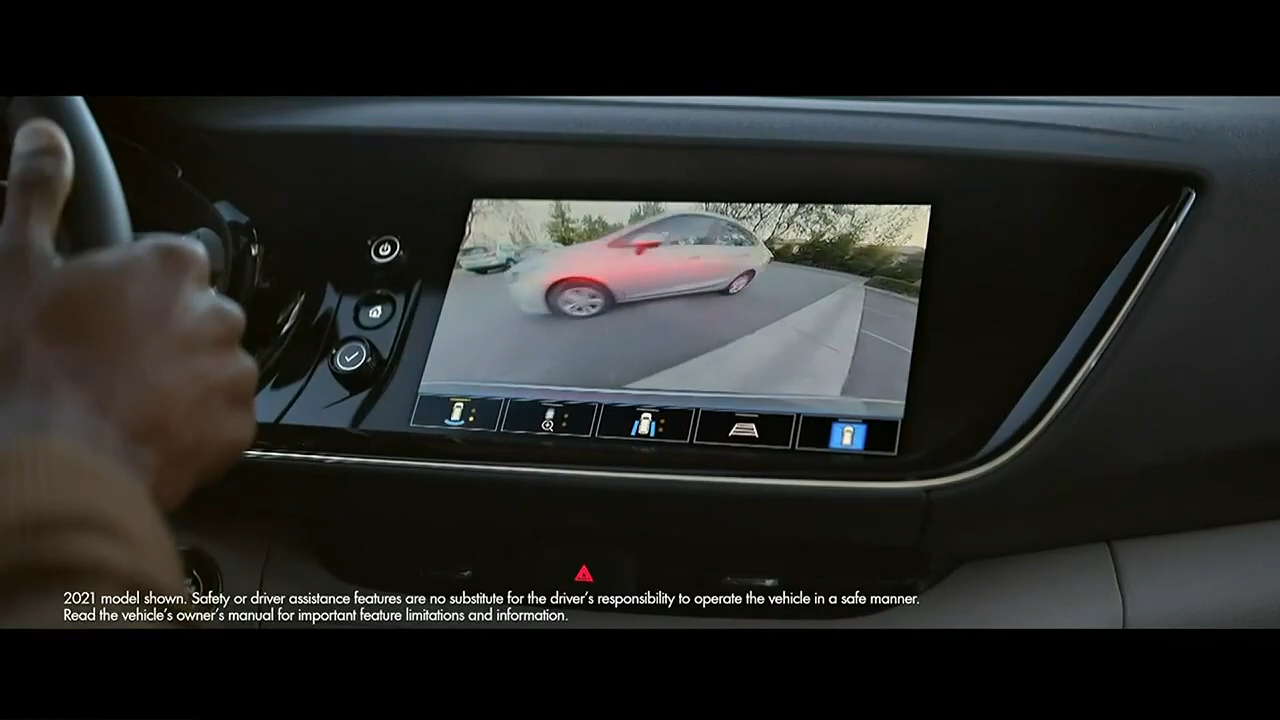 2021 model shown. Safety or driver assistance features are no substitute for the driver's responsibility to operate the vehicle in a safe manner.
Read the vehicle's owner's manual for important feature limitations and information.